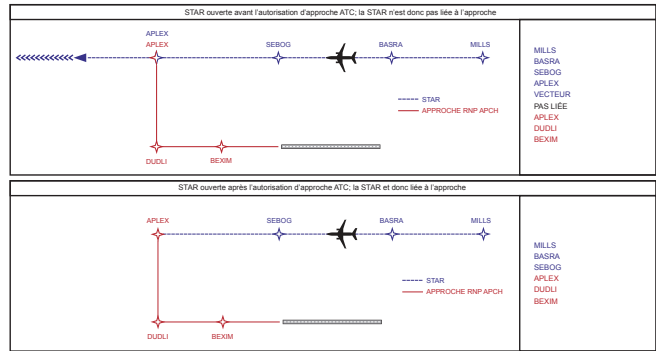 STAR ouverte avant l'autorisation d'approche ATC; la STAR n'est donc pas liée à l'approche
APLEX
APLEX
SEBOG
BASRA
MILLS
STAR
APPROCHE RNP APCH
DUDLI
BEXIM
MILLS
BASRA
SEBOG
APLEX
VECTEUR
PAS LIÉE
APLEX
DUDLI
BEXIM
STAR ouverte après l'autorisation d'approche ATC; la STAR et donc liée à l'approche
APLEX
SEBOG
BASRA
MILLS
STAR
APPROCHE RNP APCH
DUDLI
BEXIM
MILLS
BASRA
SEBOG
APLEX
DUDLI
BEXIM